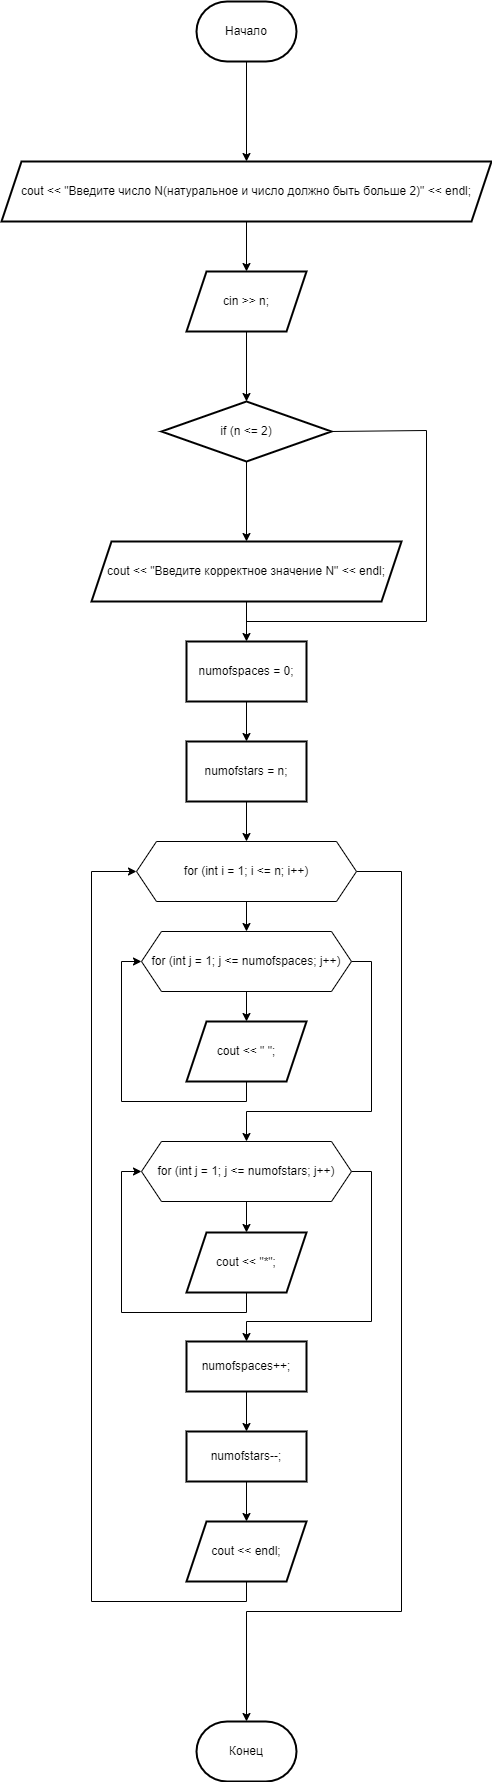 Начало
cout << "Введите число N(натуральное и число должно быть больше 2)" << endl;
cin >> n;
if (n <= 2)
cout << "Введите корректное значение N" << endl;
numofspaces = 0;
numofstars = n;
for (int i = 1; i <= n; i++)
for (int j = 1; j <= numofspaces; j++)
cout << " ";
for (int j = 1; j <= numofstars; j++)
cout << "*";
numofspaces++;
numofstars--;
cout << endl;
Конец